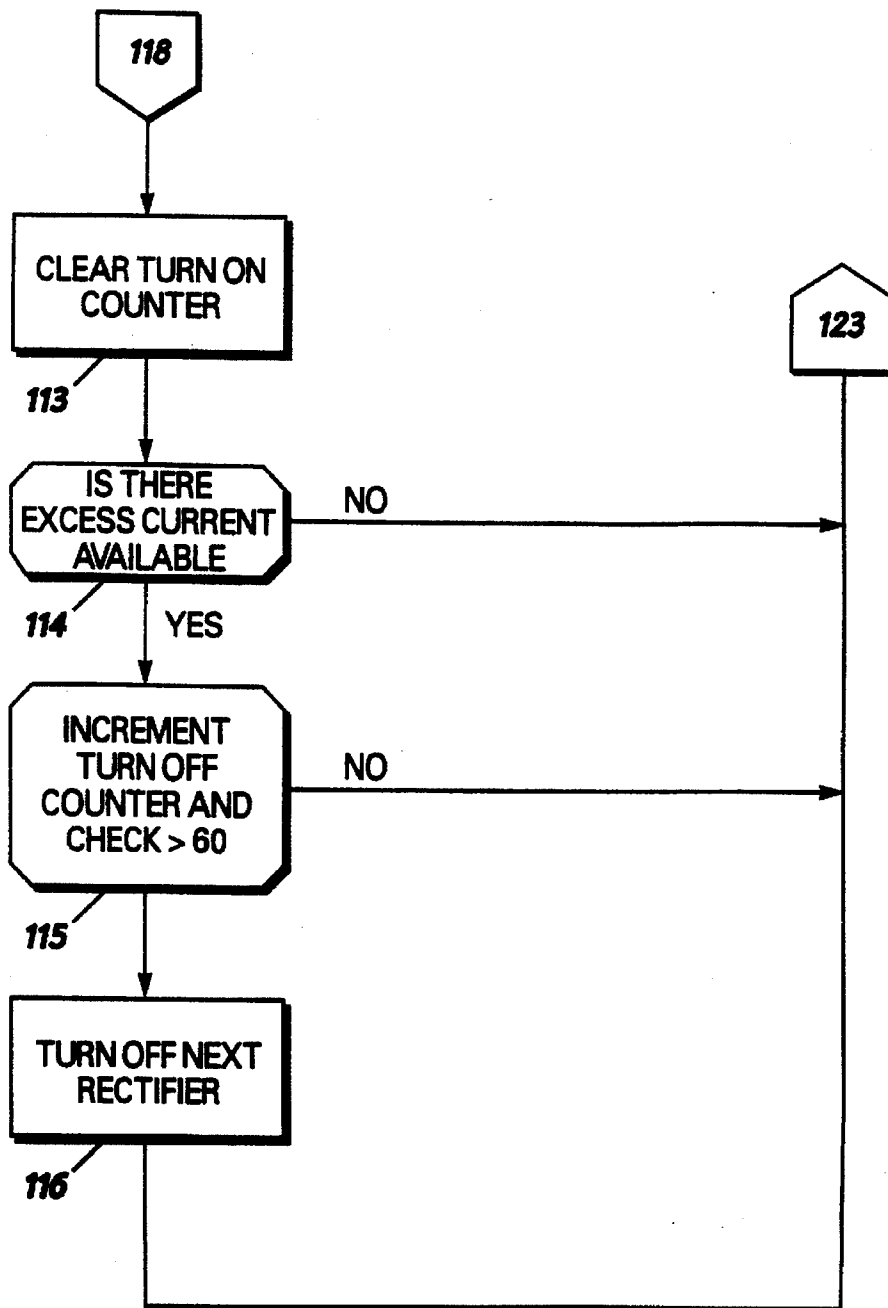 118
CLEAR TURN ON
COUNTER
113
123
IS THERE
EXCESS CURRENT
AVAILABLE
NO
114
YES
INCREMENT
TURN OFF
COUNTER AND
CHECK > 60
NO
115
TURN OFF NEXT
RECTIFIER
116